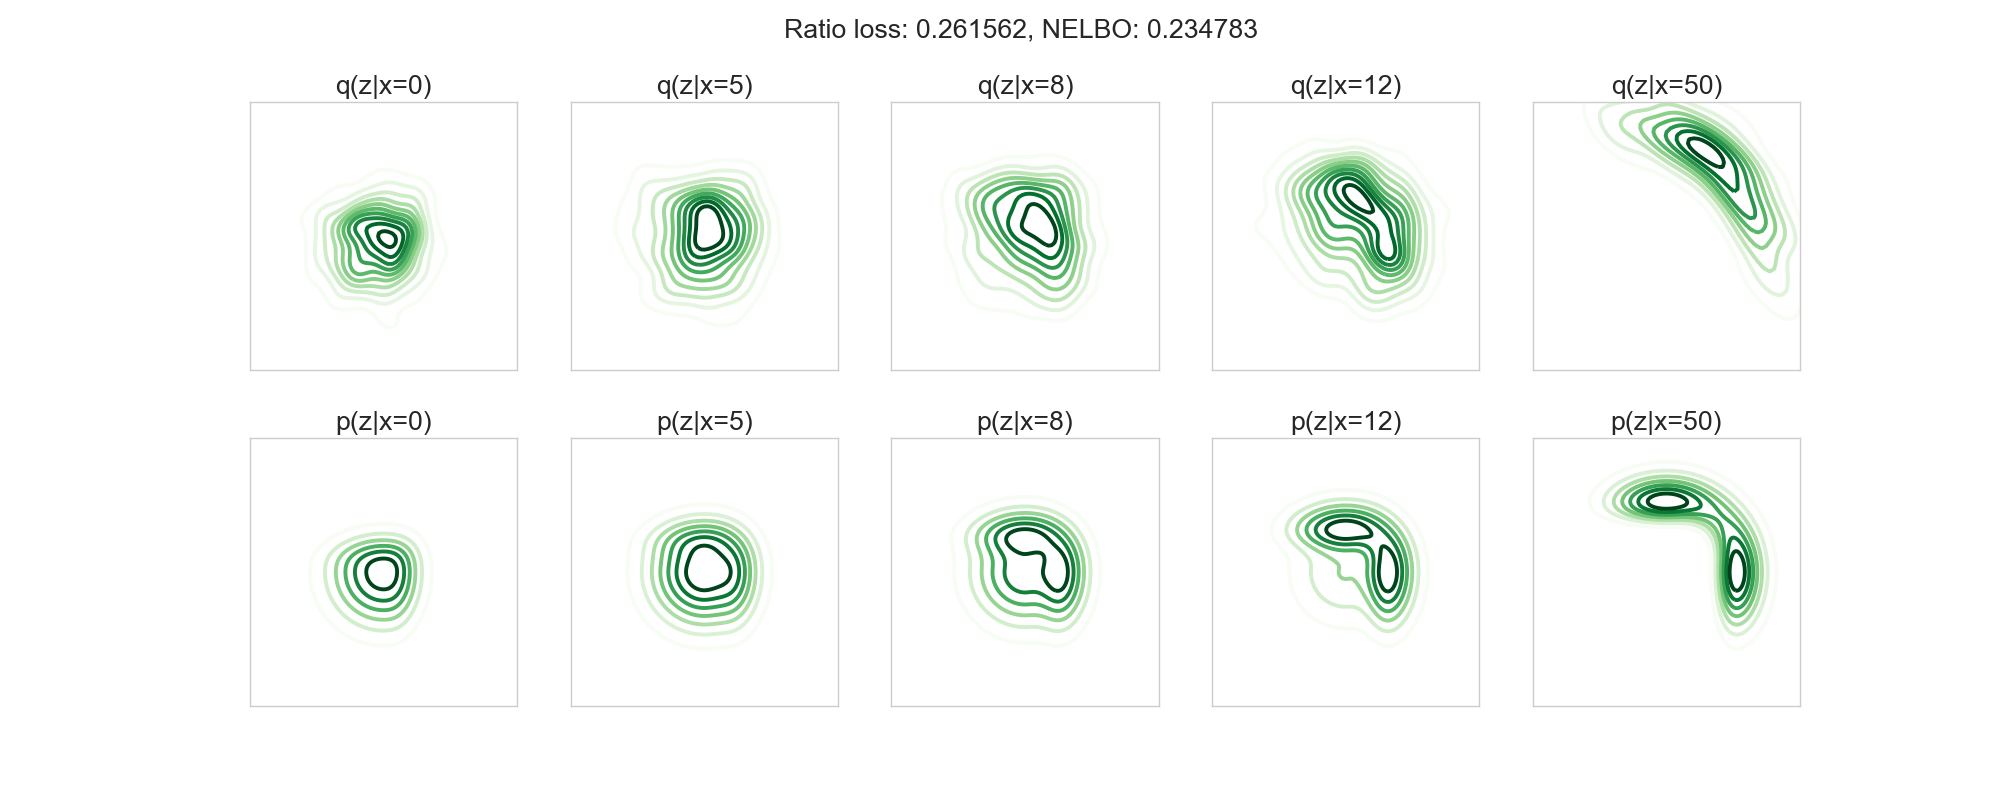 Ratio loss: 0.261562, NELBO: 0.234783
q(z|x=0) q(z|x=5) q(z|x=8) q(z|x=12) q(z|x=50)
p(z|x=0) p(z|x=5) p(z|x=8) p(z|x=12) p(z|x=50)